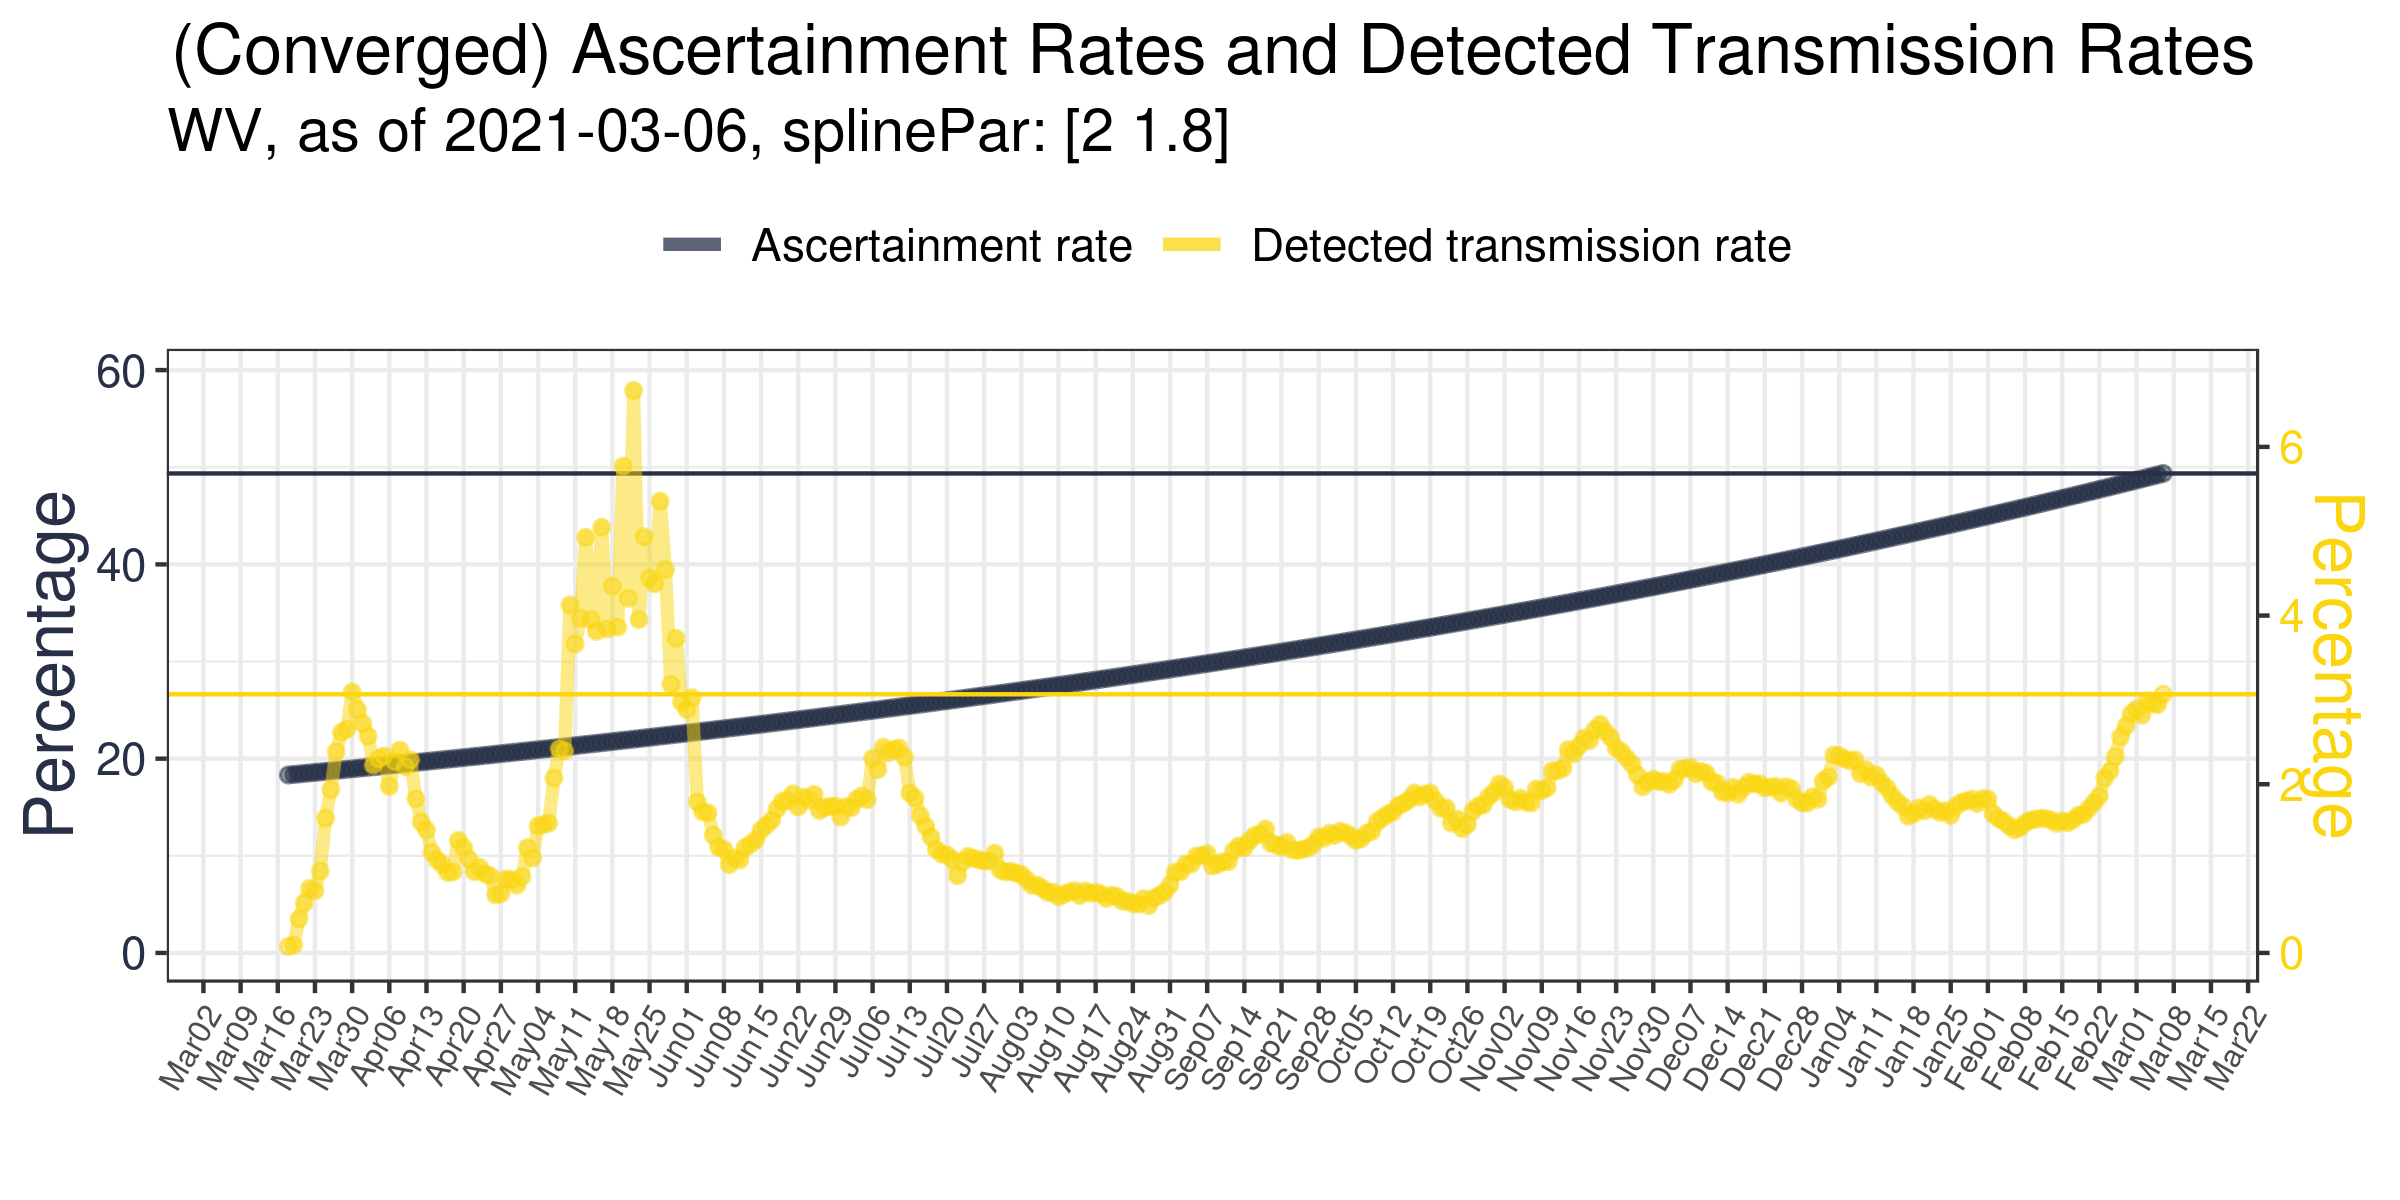 (Converged) Ascertainment Rates and Detected Transmission Rates
WV, as of 2021-03-06, splinePar: [2 1.8]
Ascertainment rate
Detected transmission rate
Percentage
60
40
20
0
6
4
2
0
Percentage
Mar02
Mar09
Mar16
Mar23
Mar30
Apr06
Apr13
Apr20
Apr27
May04
May11
May18
May25
Jun01
Jun08
Jun15
Jun22
Jun29
Jul06
Jul13
Jul20
Jul27
Aug03
Aug10
Aug17
Aug24
Aug31
Sep07
Sep14
Sep21
Sep28
Oct05
Oct12
Oct19
Oct26
Nov02
Nov09
Nov16
Nov23
Nov30
Dec07
Dec14
Dec21
Dec28
Jan04
Jan11
Jan18
Jan25
Feb01
Feb08
Feb15
Feb22
Mar01
Mar08
Mar15
Mar22